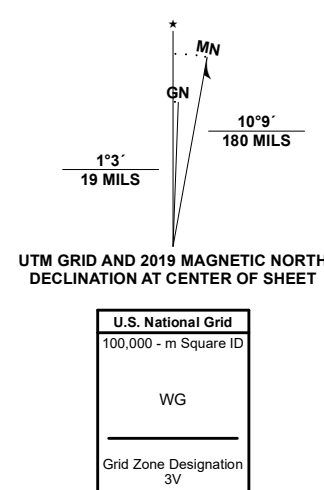 ★
MN
GN
10°9´
180 MILS
1°3´
19 MILS
UTM GRID AND 2019 MAGNETIC NORTH
DECLINATION AT CENTER OF SHEET
U.S. National Grid
100,000 - m Square ID
WG
Grid Zone Designation
3V